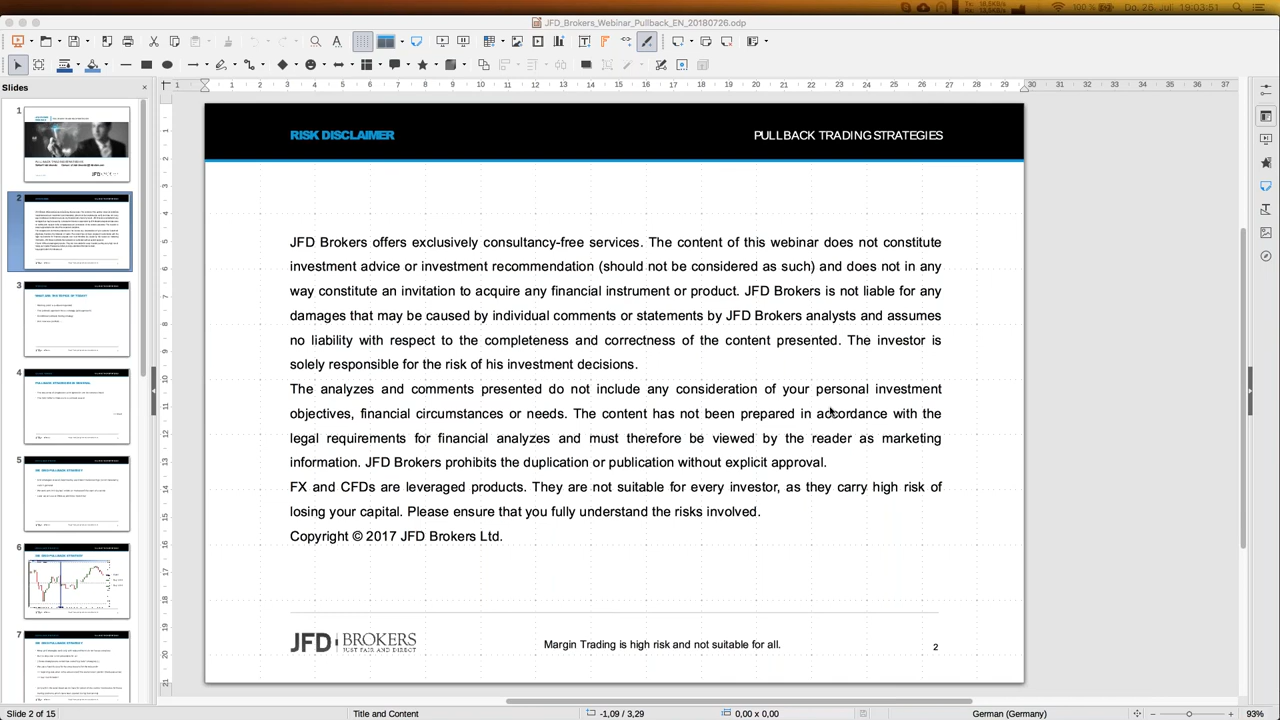 100 %
Do. 26. Juli 19:03:51
JFD_Brokers_Webinar_Pullback_EN_20180726.odp
Slides
RISK DISCLAIMER
PULLBACK TRADING STRATEGIES
JFD Brokers offers exclusively consultancy-free services. The content of this webinar does not constitute
investment advice or investment recommendation (should not be considered as such) and does not in any
way constitute an invitation to acquire any financial instrument or product. JFD Brokers is not liable for any
damages that may be caused by individual comments or statements by JFD Brokers analysts and assumes
no liability with respect to the completeness and correctness of the content presented. The investor is
solely responsible for the risk of his investment decisions.
The analyzes and comments presented do not include any consideration of your personal investment
objectives, financial circumstances or needs. The content has not been prepared in accordance with the
legal requirements for financial analyzes and must therefore be viewed by the reader as marketing
information. JFD Brokers prohibits the duplication or publication without explicit approval.
FX and CFDs are leveraged products. They are not suitable for every investor as they carry high risk of
losing your capital. Please ensure that you fully understand the risks involved.
Copyright © 2017 JFD Brokers Ltd.
JFD BROKERS
FAIR AND DIRECT
Margin Trading is high risk and not suitable
2
Slide 2 of 15
Title and Content
-1,09 / 3,29
0,00 x 0,00
German (Germany)
93%